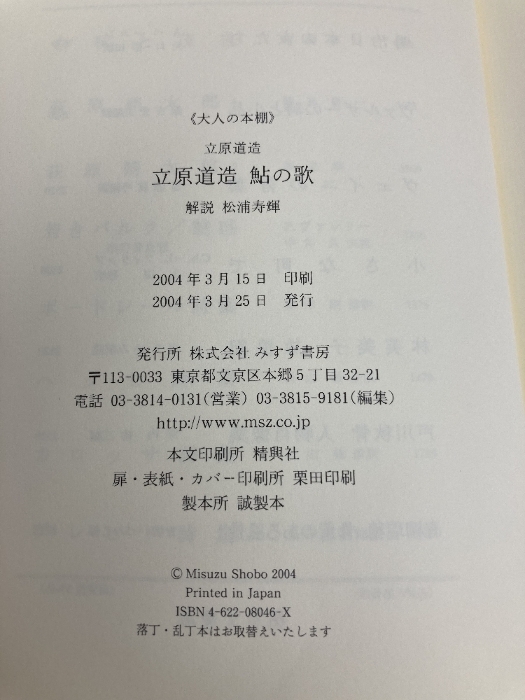 《大人の本棚》
立原道造
立原道造 鮎の歌
解説 松浦寿輝
2004年3月15日 印刷
2004年3月25日 発行
発行所 株式会社 みすず書房
〒113-0033 東京都文京区本郷5丁目32-21
電話 03-3814-0131(営業) 03-3815-9181(編集)
http://www.msz.co.jp
本文印刷所 精興社
扉・表紙・カバー印刷所 栗田印刷
製本所 誠製本
© Misuzu Shobo 2004
Printed in Japan
ISBN 4-622-08046-X
落丁・乱丁本はお取替えいたします